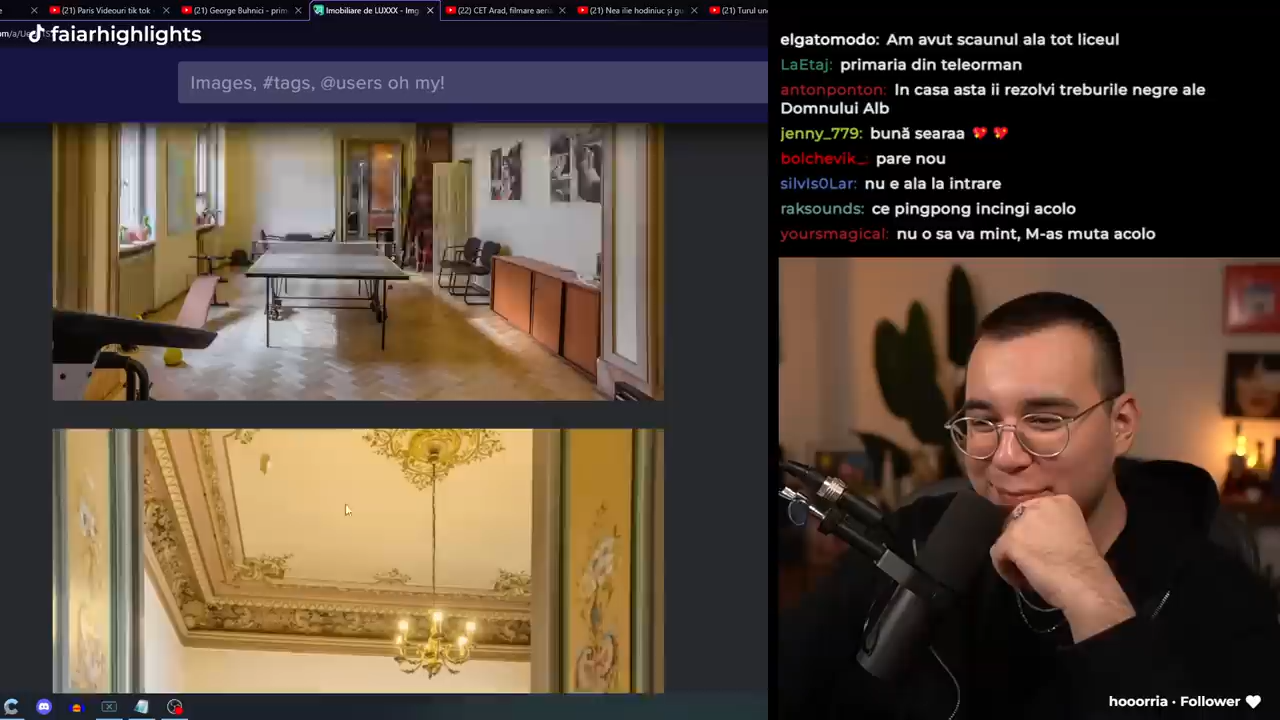 (21) Paris Videouri tik tok
(21) George Buhnici - prim
Imobiliare de LUXXX - Img
(22) CET Arad, filmare aeri
(21) Nea ilie hodiniuc și gu
(21) Turul un
faiarhighlights
Images, #tags, @users oh my!
elgatomodo: Am avut scaunul ala tot liceul
LaEtaj: primaria din teleorman
antonponton: In casa asta ii rezolvi treburile negre ale
Domnului Alb
jenny_779: bună searaa
bolchevik_: pare nou
silvIs0Lar: nu e ala la intrare
raksounds: ce pingpong incingi acolo
yoursmagical: nu o sa va mint, M-as muta acolo
hooorria · Follower